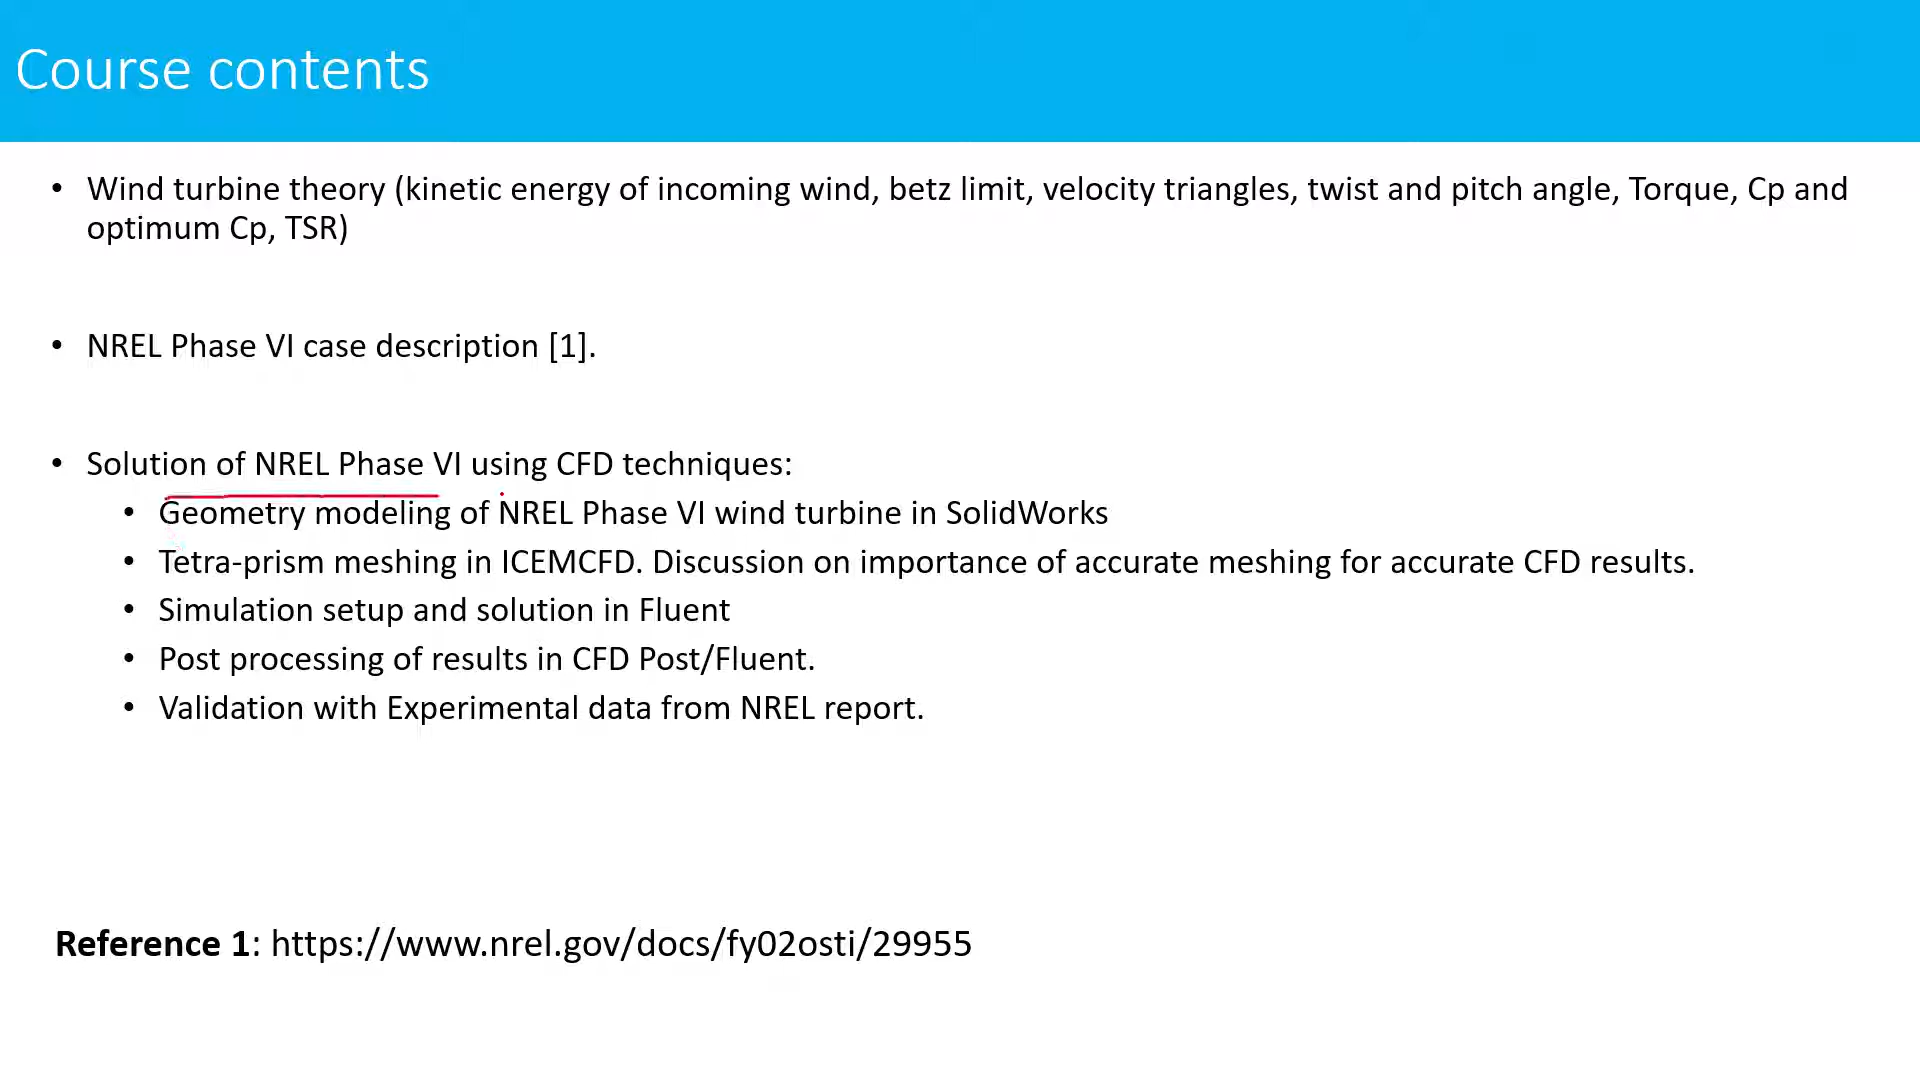 Course contents
• Wind turbine theory (kinetic energy of incoming wind, betz limit, velocity triangles, twist and pitch angle, Torque, Cp and
optimum Cp, TSR)
• NREL Phase VI case description [1].
• Solution of NREL Phase VI using CFD techniques:
• Geometry modeling of NREL Phase VI wind turbine in SolidWorks
• Tetra-prism meshing in ICEMCFD. Discussion on importance of accurate meshing for accurate CFD results.
• Simulation setup and solution in Fluent
• Post processing of results in CFD Post/Fluent.
• Validation with Experimental data from NREL report.
Reference 1: https://www.nrel.gov/docs/fy02osti/29955